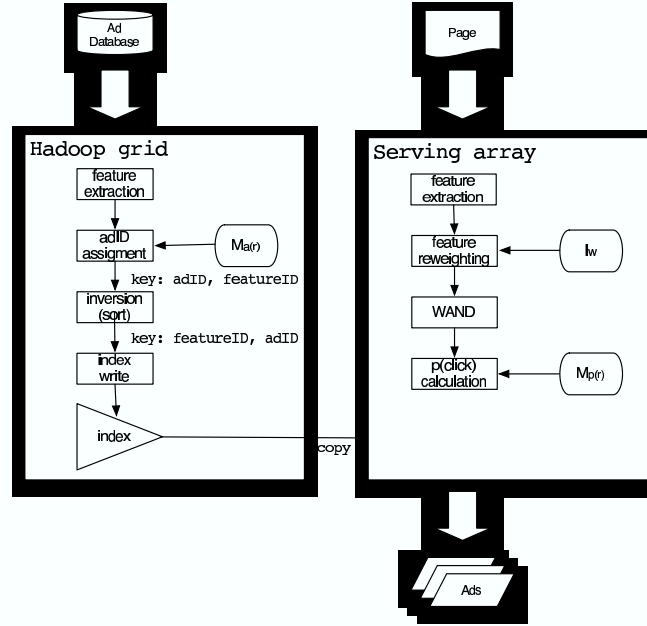 Ad
Database
Page
Hadoop grid
feature
extraction
adID
assigment
Ma(r)
key: adID, featureID
inversion
(sort)
key: featureID, adID
index
write
index
copy
Serving array
feature
extraction
feature
reweighting
Iw
WAND
p(click)
calculation
Mp(r)
Ads